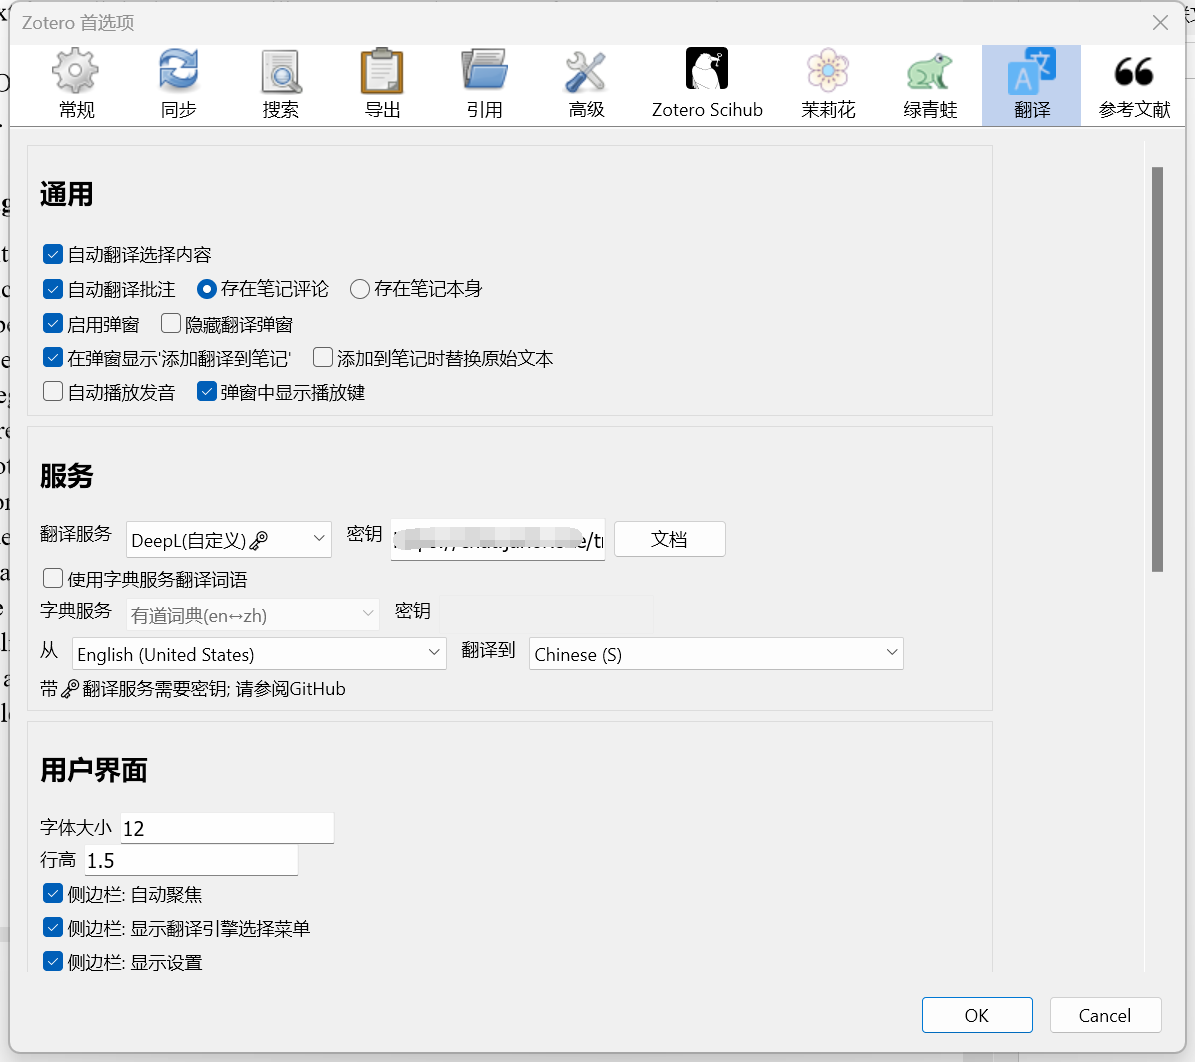 Zotero 首选项
常规 同步 搜索 导出 引用 高级 Zotero Scihub 茉莉花 绿青蛙 翻译 参考文献
通用
自动翻译选择内容
自动翻译批注 存在笔记评论 存在笔记本身
启用弹窗 隐藏翻译弹窗
在弹窗显示'添加翻译到笔记' 添加到笔记时替换原始文本
自动播放发音 弹窗中显示播放键
服务
翻译服务 DeepL(自定义) 密钥 文档
使用字典服务翻译词语
字典服务 有道词典(en↔zh) 密钥
从 English (United States) 翻译到 Chinese (S)
带 翻译服务需要密钥; 请参阅GitHub
用户界面
字体大小 12
行高 1.5
侧边栏: 自动聚焦
侧边栏: 显示翻译引擎选择菜单
侧边栏: 显示设置
OK Cancel